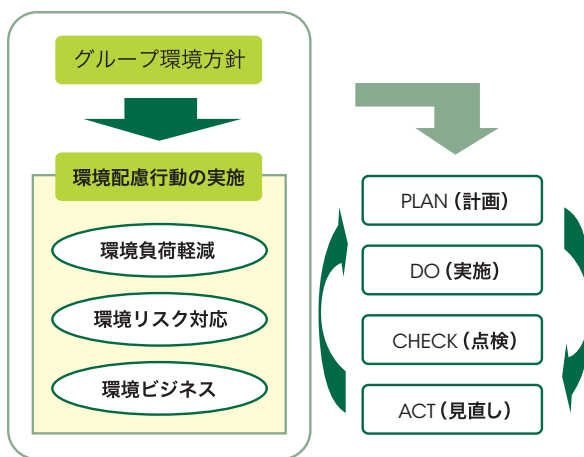 グループ環境方針
環境配慮行動の実施
環境負荷軽減
環境リスク対応
環境ビジネス
PLAN（計画）
DO（実施）
CHECK（点検）
ACT（見直し）